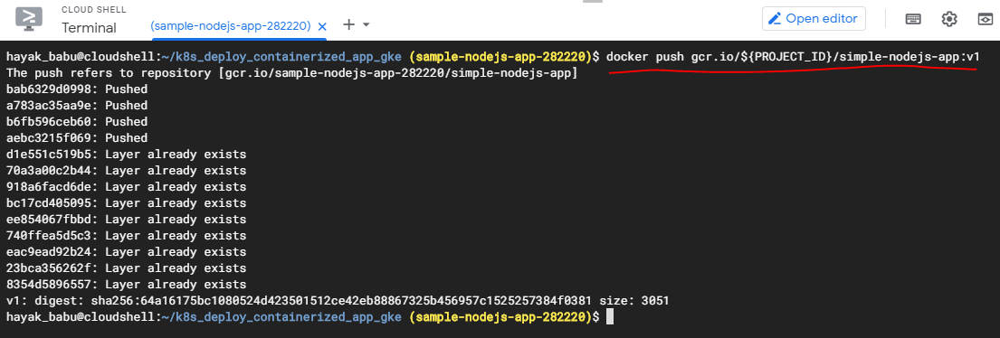 CLOUD SHELL
Terminal
(sample-nodejs-app-282220)
Open editor
hayak_babu@cloudshell:~/k8s_deploy_containerized_app_gke (sample-nodejs-app-282220)$ docker push gcr.io/${PROJECT_ID}/simple-nodejs-app:v1
The push refers to repository [gcr.io/sample-nodejs-app-282220/simple-nodejs-app]
bab6329d0998: Pushed
a783ac35aa9e: Pushed
b6fb596ceb60: Pushed
aebc3215f069: Pushed
d1e551c519b5: Layer already exists
70a3a00c2b44: Layer already exists
918a6facd6de: Layer already exists
bc17cd405095: Layer already exists
ee854067fbbd: Layer already exists
740ffea5d5c3: Layer already exists
eac9ead92b24: Layer already exists
23bca356262f: Layer already exists
8354d5896557: Layer already exists
v1: digest: sha256:64a16175bc1080524d423501512ce42eb88867325b456957c1525257384f0381 size: 3051
hayak_babu@cloudshell:~/k8s_deploy_containerized_app_gke (sample-nodejs-app-282220)$